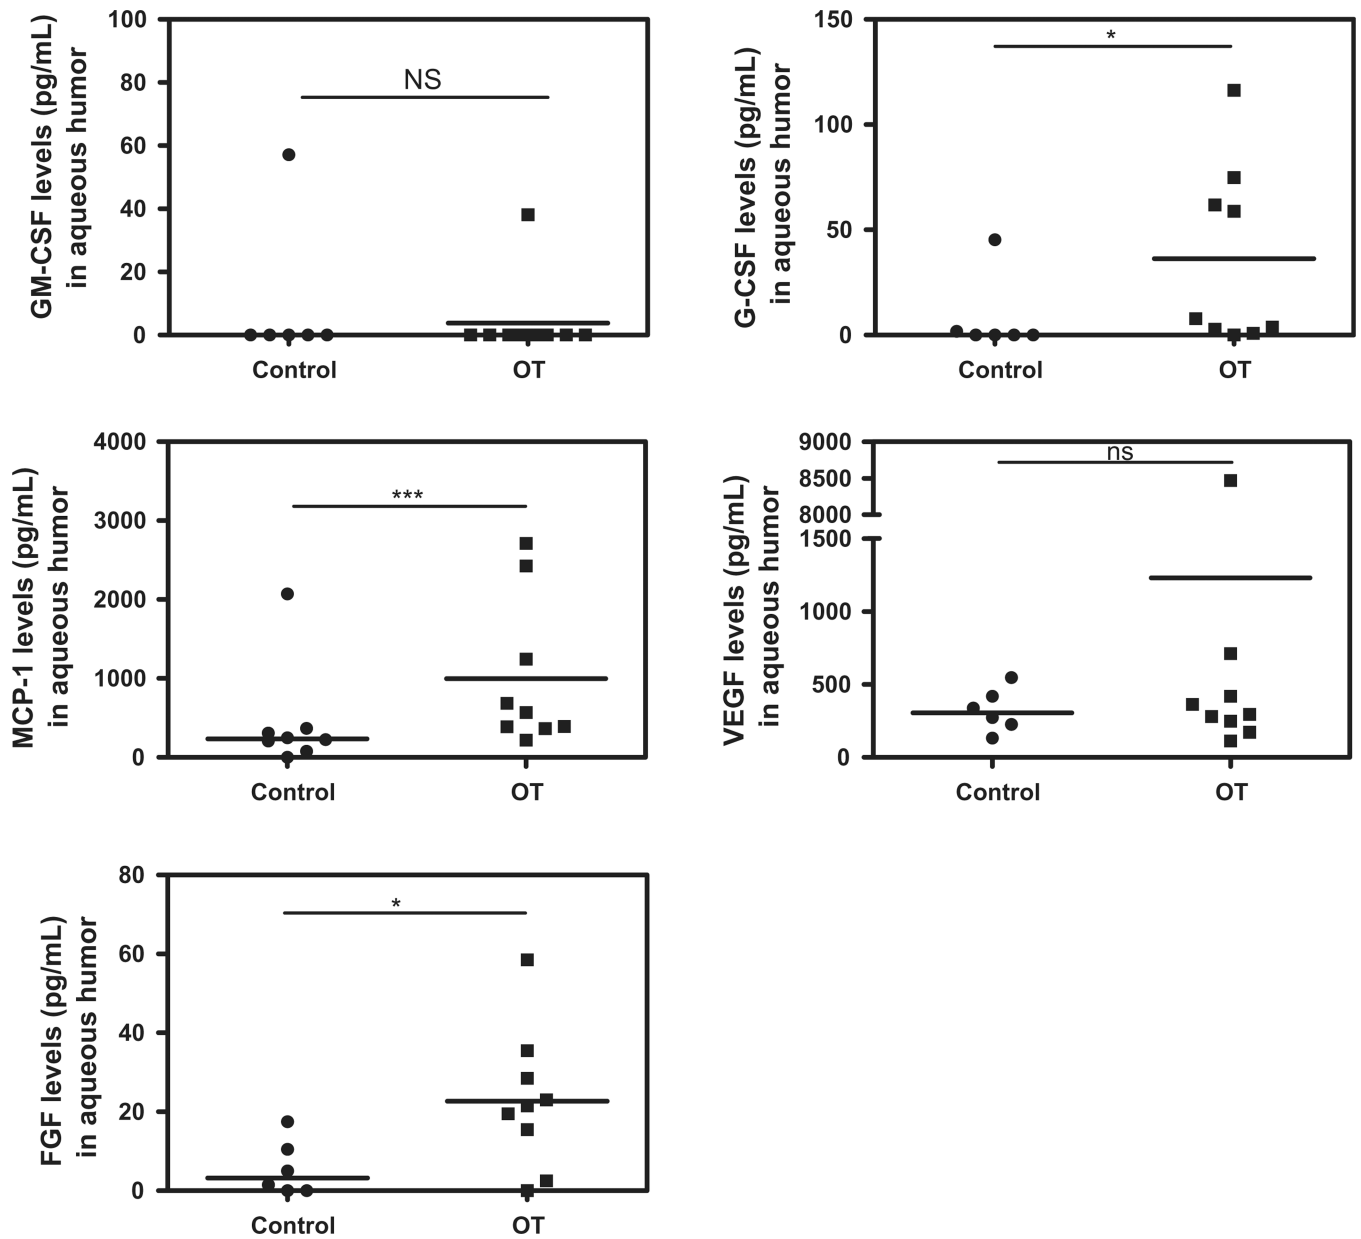 GM-CSF levels (pg/mL)
in aqueous humor
100
80
60
40
20
0
NS
Control
OT
G-CSF levels (pg/mL)
in aqueous humor
150
100
50
0
*
Control
OT
MCP-1 levels (pg/mL)
in aqueous humor
4000
3000
2000
1000
0
***
Control
OT
VEGF levels (pg/mL)
in aqueous humor
9000
8500
8000
1500
1000
500
0
ns
Control
OT
FGF levels (pg/mL)
in aqueous humor
80
60
40
20
0
*
Control
OT